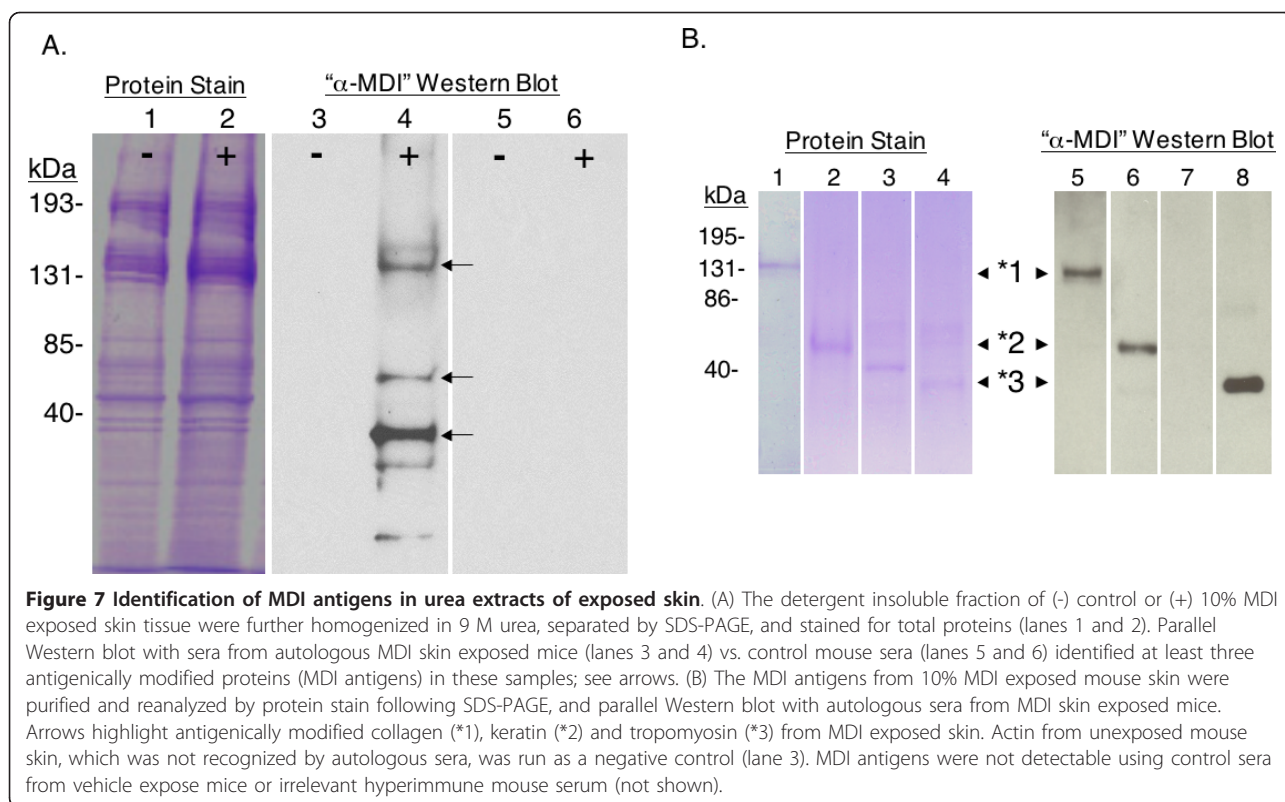 A.
Protein Stain
"α-MDI" Western Blot
1 2 3 4 5 6
- + - + - +
kDa
193-
131-
85-
40-
B.
Protein Stain
"α-MDI" Western Blot
1 2 3 4 5 6 7 8
kDa
195-
131-
86-
40-
◄ *1 ►
◄ *2 ►
◄ *3 ►
Figure 7 Identification of MDI antigens in urea extracts of exposed skin. (A) The detergent insoluble fraction of (-) control or (+) 10% MDI
exposed skin tissue were further homogenized in 9 M urea, separated by SDS-PAGE, and stained for total proteins (lanes 1 and 2). Parallel
Western blot with sera from autologous MDI skin exposed mice (lanes 3 and 4) vs. control mouse sera (lanes 5 and 6) identified at least three
antigenically modified proteins (MDI antigens) in these samples; see arrows. (B) The MDI antigens from 10% MDI exposed mouse skin were
purified and reanalyzed by protein stain following SDS-PAGE, and parallel Western blot with autologous sera from MDI skin exposed mice.
Arrows highlight antigenically modified collagen (*1), keratin (*2) and tropomyosin (*3) from MDI exposed skin. Actin from unexposed mouse
skin, which was not recognized by autologous sera, was run as a negative control (lane 3). MDI antigens were not detectable using control sera
from vehicle expose mice or irrelevant hyperimmune mouse serum (not shown).